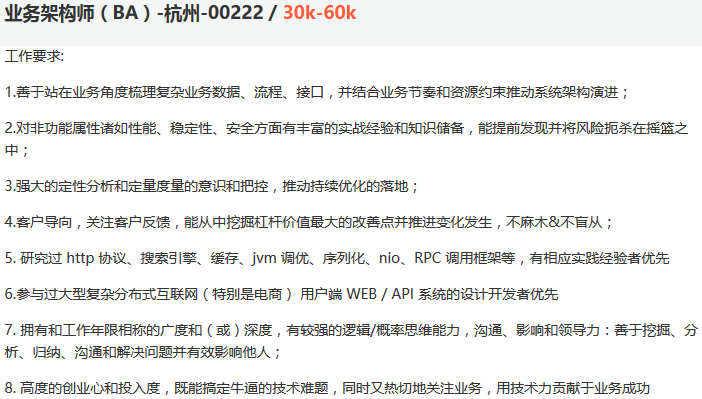 业务架构师（BA）-杭州-00222 / 30k-60k
工作要求:
1.善于站在业务角度梳理复杂业务数据、流程、接口，并结合业务节奏和资源约束推动系统架构演进；
2.对非功能属性诸如性能、稳定性、安全方面有丰富的实战经验和知识储备，能提前发现并将风险扼杀在摇篮之
中；
3.强大的定性分析和定量度量的意识和把控，推动持续优化的落地；
4.客户导向，关注客户反馈，能从中挖掘杠杆价值最大的改善点并推进变化发生，不麻木&不盲从；
5. 研究过 http 协议、搜索引擎、缓存、jvm 调优、序列化、nio、RPC 调用框架等，有相应实践经验者优先
6.参与过大型复杂分布式互联网（特别是电商） 用户端 WEB / API 系统的设计开发者优先
7. 拥有和工作年限相称的广度和（或）深度，有较强的逻辑/概率思维能力，沟通、影响和领导力：善于挖掘、分
析、归纳、沟通和解决问题并有效影响他人；
8. 高度的创业心和投入度，既能搞定牛逼的技术难题，同时又热切地关注业务，用技术力贡献于业务成功